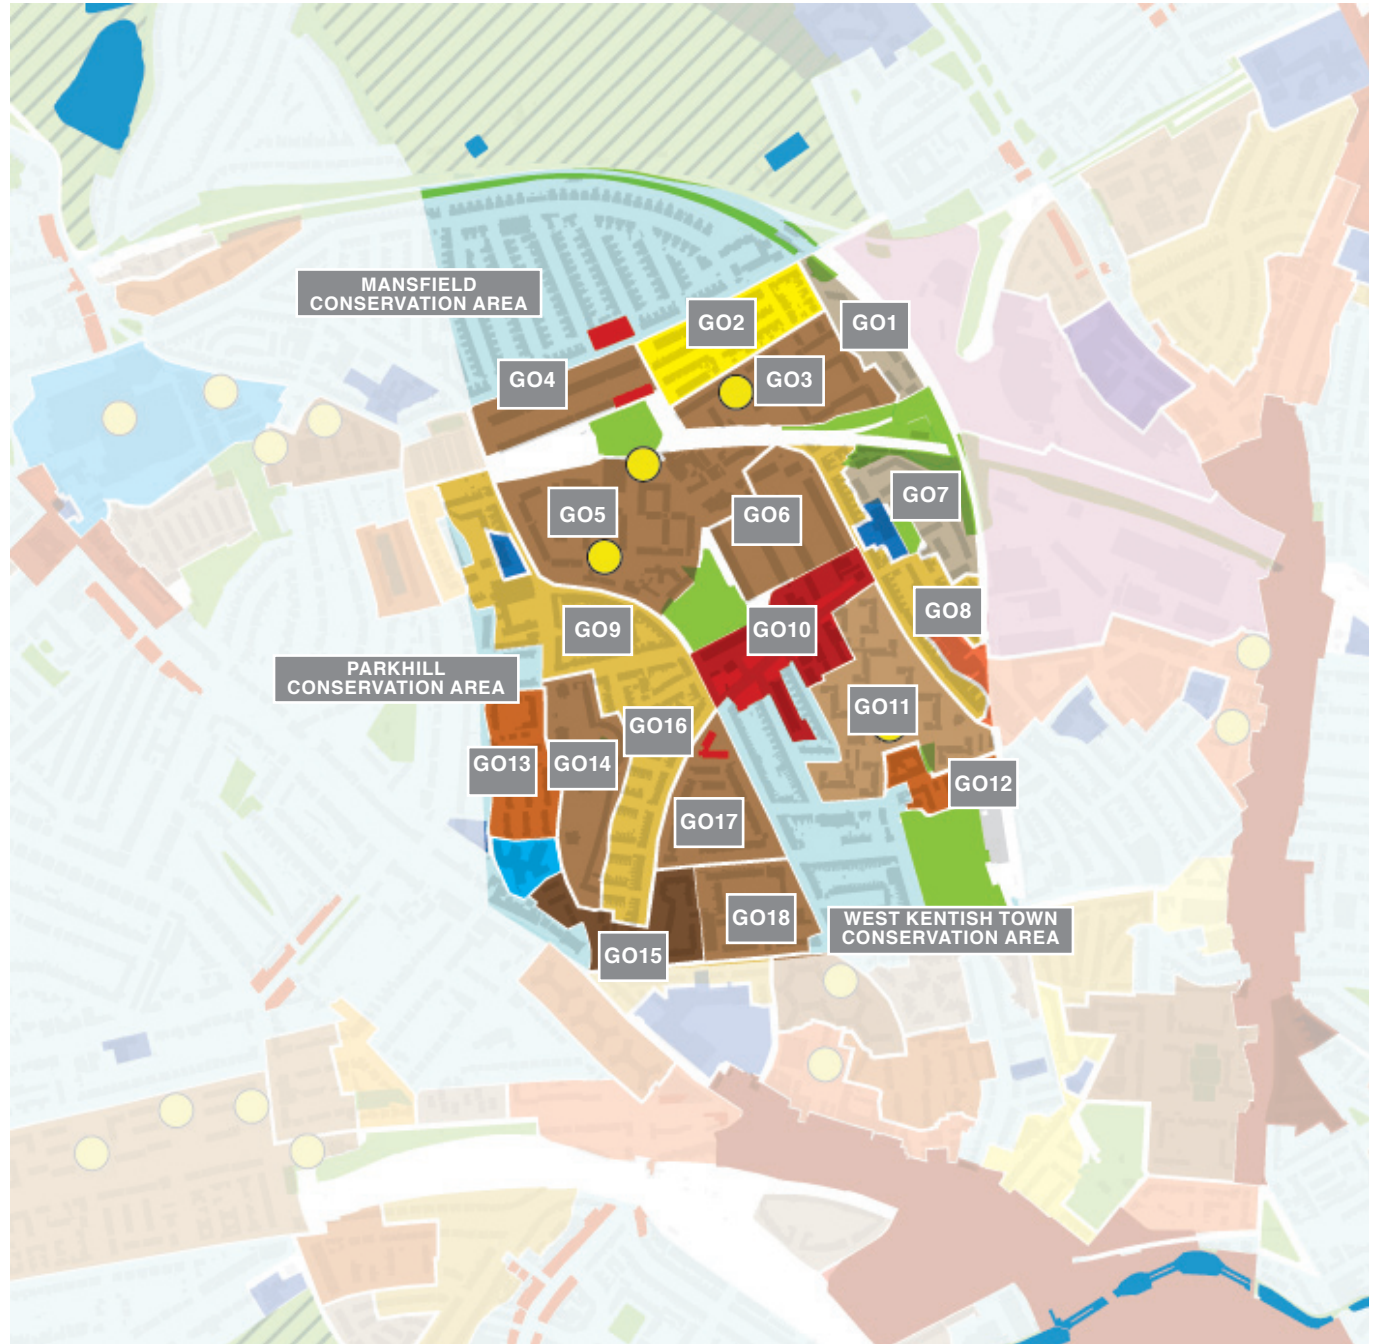 MANSFIELD
CONSERVATION AREA
GO2
GO1
GO4
GO3
GO7
GO5
GO6
GO8
GO9
GO10
PARKHILL
CONSERVATION AREA
GO11
GO16
GO13
GO14
GO12
GO17
GO18
WEST KENTISH TOWN
CONSERVATION AREA
GO15